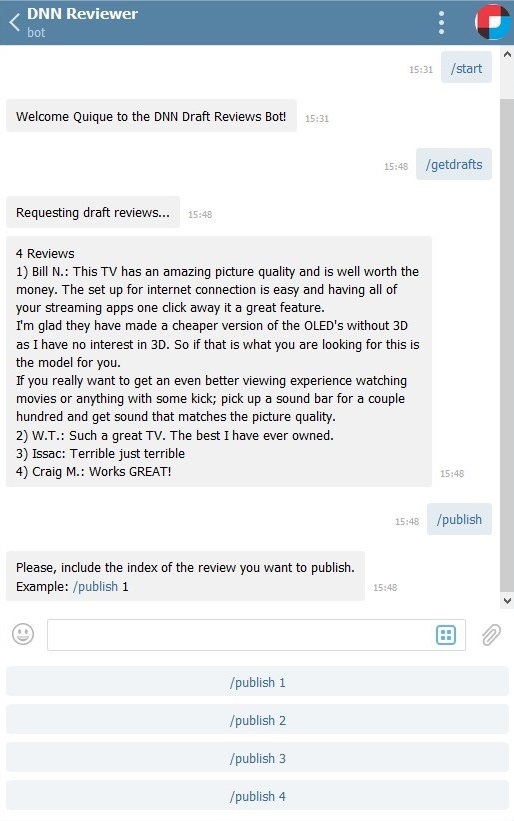 DNN Reviewer
bot
15:31 /start
Welcome Quique to the DNN Draft Reviews Bot! 15:31
15:48 /getdrafts
Requesting draft reviews... 15:48
4 Reviews
1) Bill N.: This TV has an amazing picture quality and is well worth the
money. The set up for internet connection is easy and having all of
your streaming apps one click away it a great feature.
I'm glad they have made a cheaper version of the OLED's without 3D
as I have no interest in 3D. So if that is what you are looking for this is
the model for you.
If you really want to get an even better viewing experience watching
movies or anything with some kick; pick up a sound bar for a couple
hundred and get sound that matches the picture quality.
2) W.T.: Such a great TV. The best I have ever owned.
3) Issac: Terrible just terrible
4) Craig M.: Works GREAT! 15:48
15:48 /publish
Please, include the index of the review you want to publish.
Example: /publish 1 15:48
/publish 1
/publish 2
/publish 3
/publish 4